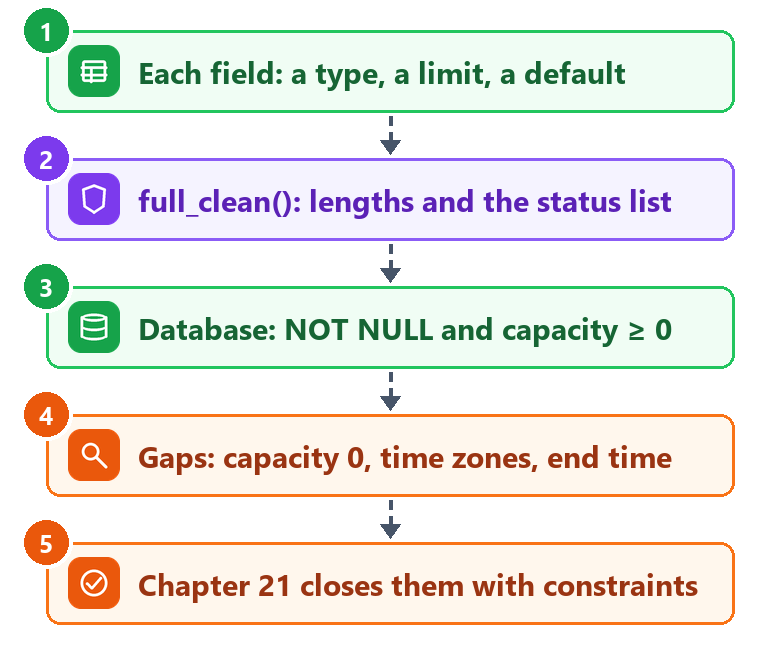 1
Each field: a type, a limit, a default
2
full_clean(): lengths and the status list
3
Database: NOT NULL and capacity ≥ 0
4
Gaps: capacity 0, time zones, end time
5
Chapter 21 closes them with constraints